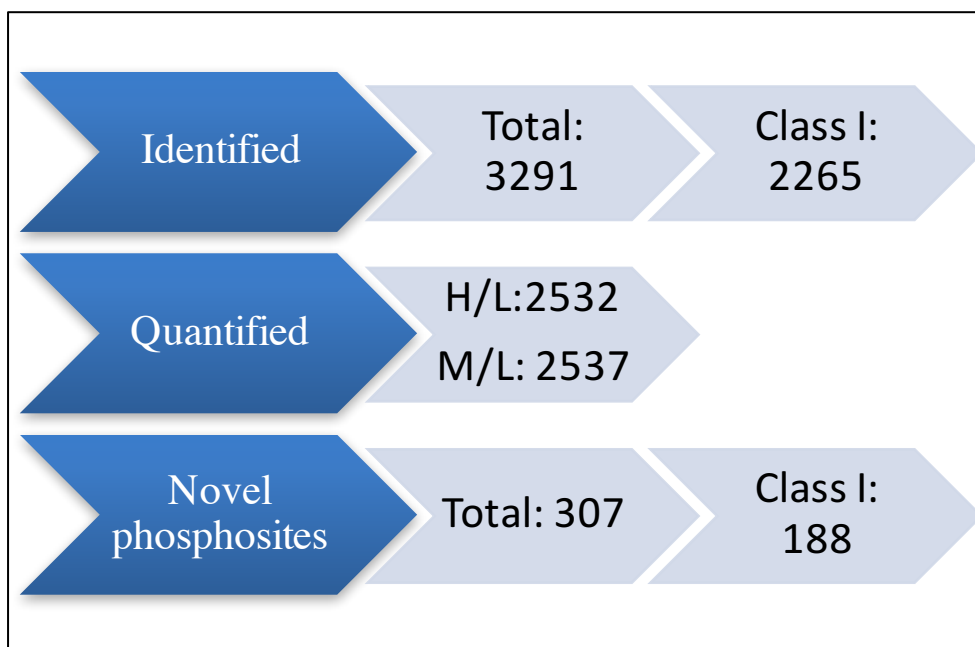 Identified
Total:
3291
Class I:
2265
Quantified
H/L:2532
M/L: 2537
Novel
phosphosites
Total: 307
Class I:
188